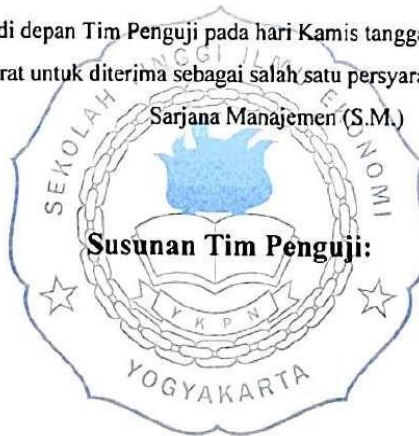 di depan Tim Penguji pada hari Kamis tangga
rat untuk diterima sebagai salah satu persyara
Sarjana Manajemen (S.M.)
SEKOLAH TINGGI ILMU EKONOMI
Susunan Tim Penguji:
YKPN
YOGYAKARTA